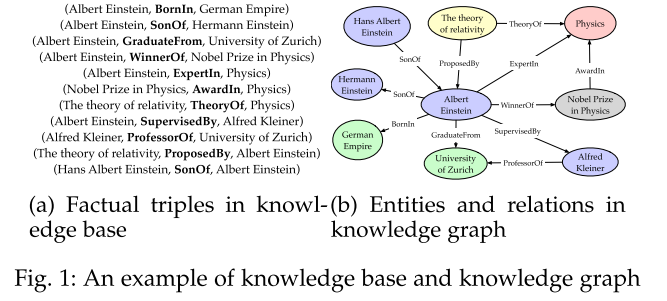 (Albert Einstein, BornIn, German Empire)
(Albert Einstein, SonOf, Hermann Einstein)
(Albert Einstein, GraduateFrom, University of Zurich)
(Albert Einstein, WinnerOf, Nobel Prize in Physics)
(Albert Einstein, ExpertIn, Physics)
(Nobel Prize in Physics, AwardIn, Physics)
(The theory of relativity, TheoryOf, Physics)
(Albert Einstein, SupervisedBy, Alfred Kleiner)
(Alfred Kleiner, ProfessorOf, University of Zurich)
(The theory of relativity, ProposedBy, Albert Einstein)
(Hans Albert Einstein, SonOf, Albert Einstein)
(a) Factual triples in knowl-
edge base
Hans Albert
Einstein
The theory
of relativity
TheoryOf
Physics
SonOf
ProposedBy
ExpertIn
AwardIn
Hermann
Einstein
SonOf
Albert
Einstein
WinnerOf
Nobel Prize
in Physics
BornIn
German
Empire
GraduateFrom
SupervisedBy
University
of Zurich
ProfessorOf
Alfred
Kleiner
(b) Entities and relations in
knowledge graph
Fig. 1: An example of knowledge base and knowledge graph